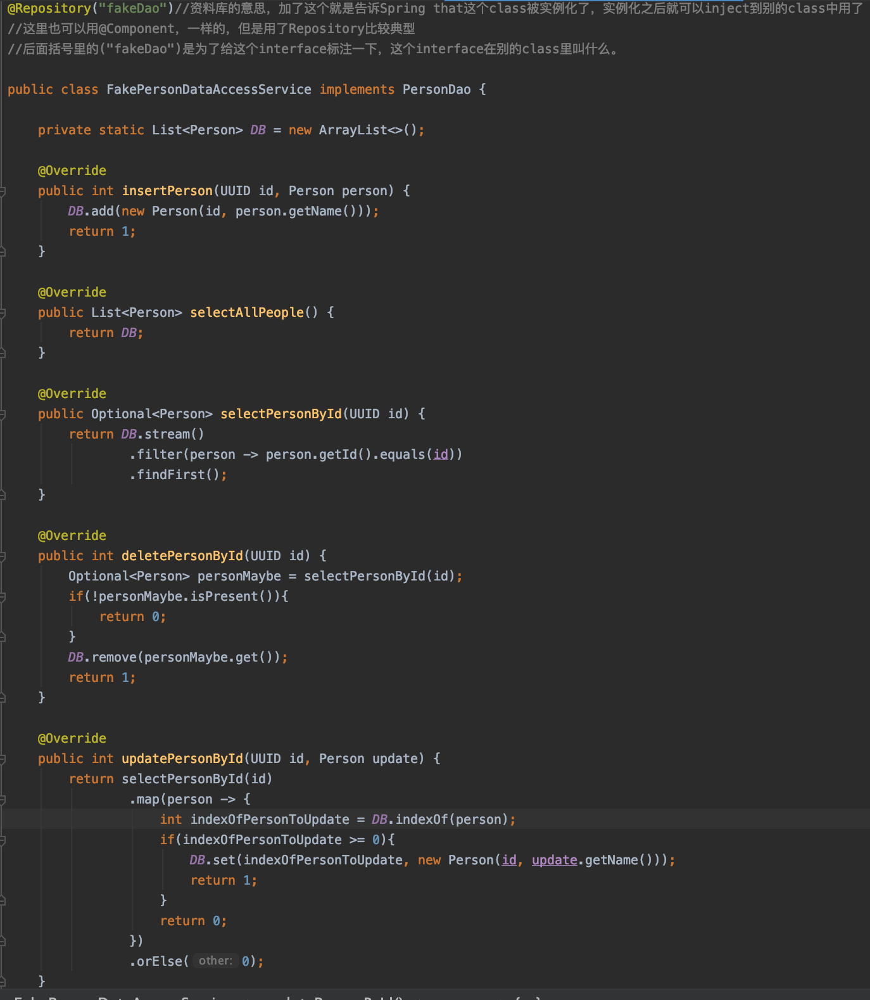 @Repository("fakeDao")//资料库的意思，加了这个就是告诉Spring that这个class被实例化了，实例化之后就可以inject到别的class中用了
//这里也可以用@Component，一样的，但是用了Repository比较典型
//后面括号里的("fakeDao")是为了给这个interface标注一下，这个interface在别的class里叫什么。
public class FakePersonDataAccessService implements PersonDao {
private static List<Person> DB = new ArrayList<>();
@Override
public int insertPerson(UUID id, Person person) {
DB.add(new Person(id, person.getName()));
return 1;
}
@Override
public List<Person> selectAllPeople() {
return DB;
}
@Override
public Optional<Person> selectPersonById(UUID id) {
return DB.stream()
.filter(person -> person.getId().equals(id))
.findFirst();
}
@Override
public int deletePersonById(UUID id) {
Optional<Person> personMaybe = selectPersonById(id);
if(!personMaybe.isPresent()){
return 0;
}
DB.remove(personMaybe.get());
return 1;
}
@Override
public int updatePersonById(UUID id, Person update) {
return selectPersonById(id)
.map(person -> {
int indexOfPersonToUpdate = DB.indexOf(person);
if(indexOfPersonToUpdate >= 0){
DB.set(indexOfPersonToUpdate, new Person(id, update.getName()));
return 1;
}
return 0;
})
.orElse( other: 0);
}